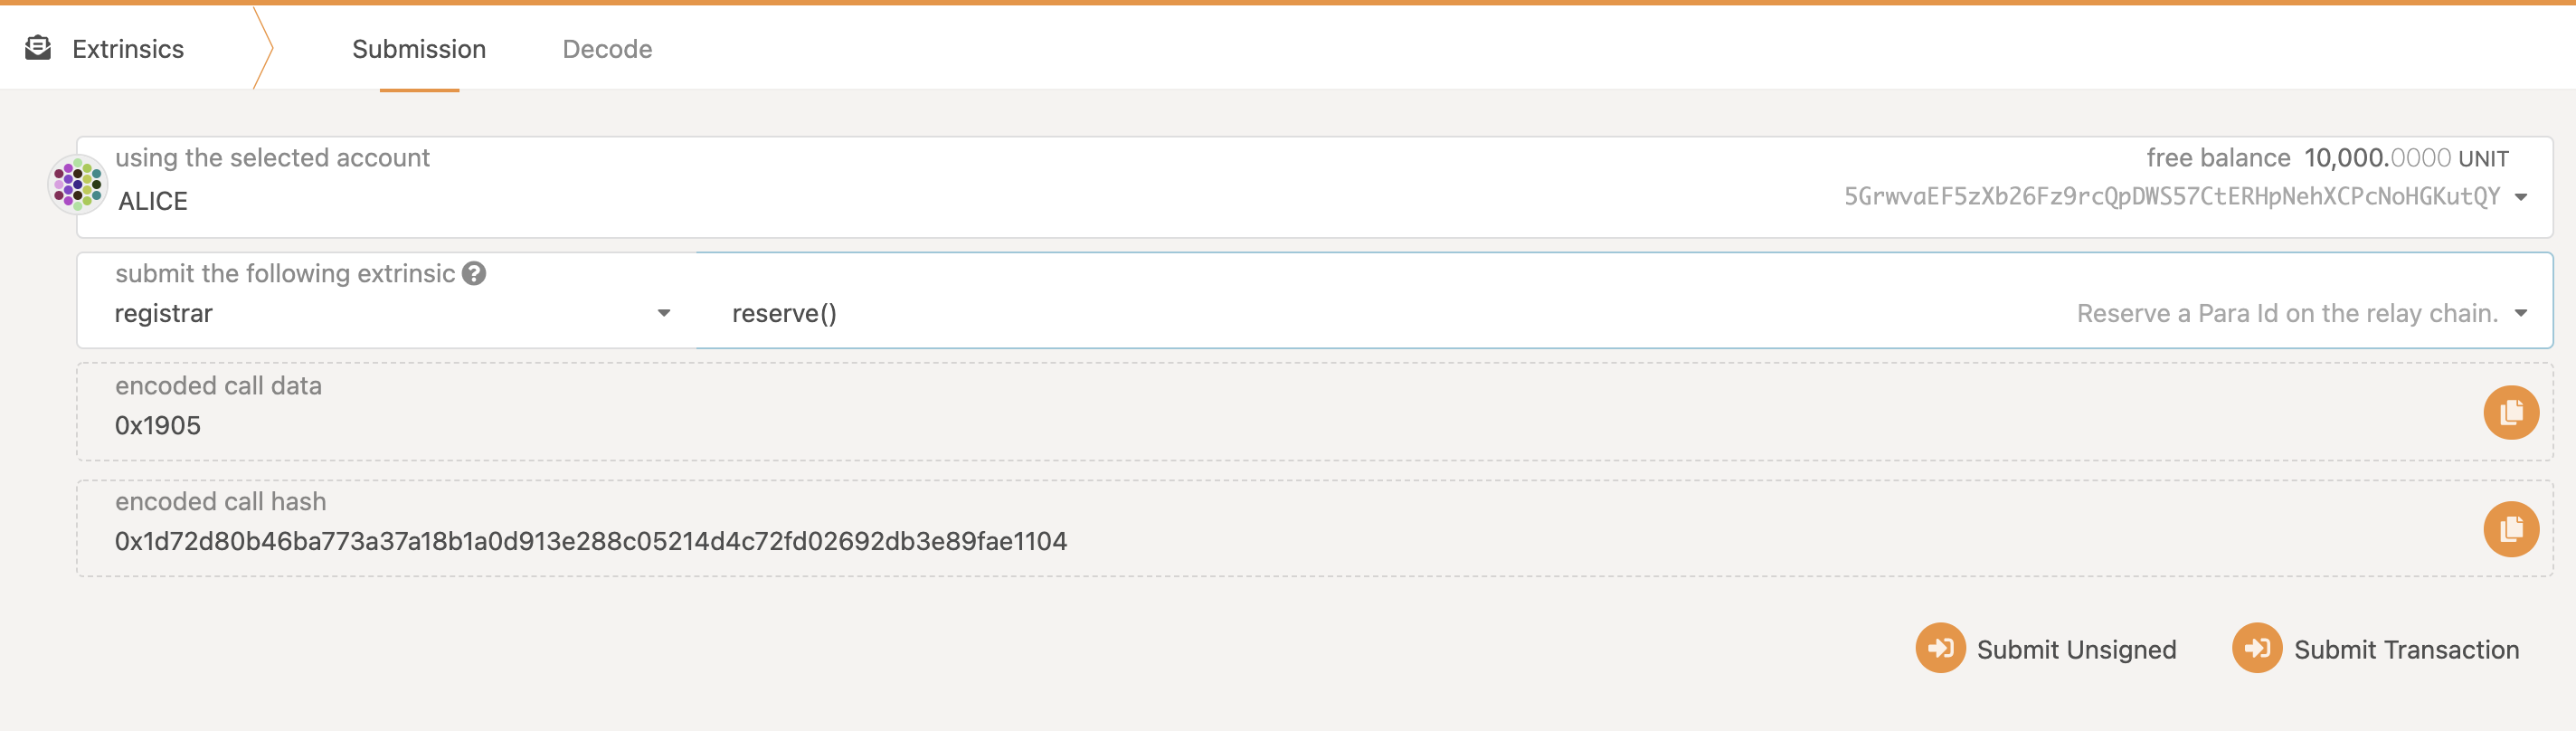 Extrinsics
Submission
Decode
using the selected account
free balance 10,000.0000 UNIT
ALICE
5GrwvaEF5zXb26Fz9rcQpDWS57CtERHpNehXCPcNoHGKutQY
submit the following extrinsic ?
registrar
reserve()
Reserve a Para Id on the relay chain.
encoded call data
0x1905
encoded call hash
0x1d72d80b46ba773a37a18b1a0d913e288c05214d4c72fd02692db3e89fae1104
Submit Unsigned
Submit Transaction